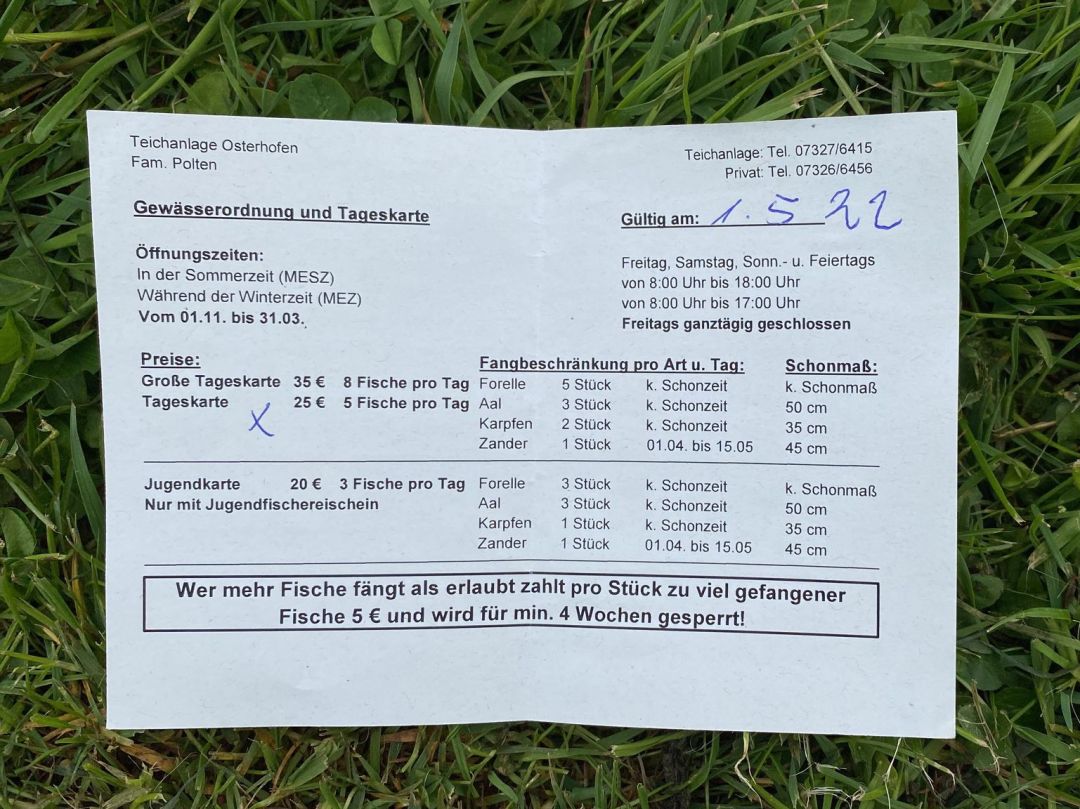 Teichanlage Osterhofen
Fam. Polten
Teichanlage: Tel. 07327/6415
Privat: Tel. 07326/6456
Gewässerordnung und Tageskarte
Gültig am: 1. 5 22
Öffnungszeiten:
In der Sommerzeit (MESZ)
Während der Winterzeit (MEZ)
Vom 01.11. bis 31.03.
Freitag, Samstag, Sonn.- u. Feiertags
von 8:00 Uhr bis 18:00 Uhr
von 8:00 Uhr bis 17:00 Uhr
Freitags ganztägig geschlossen
Preise: Fangbeschränkung pro Art u. Tag: Schonmaß:
Große Tageskarte 35 € 8 Fische pro Tag Forelle 5 Stück k. Schonzeit k. Schonmaß
Tageskarte 25 € 5 Fische pro Tag Aal 3 Stück k. Schonzeit 50 cm
X Karpfen 2 Stück k. Schonzeit 35 cm
Zander 1 Stück 01.04. bis 15.05 45 cm
Jugendkarte 20 € 3 Fische pro Tag Forelle 3 Stück k. Schonzeit k. Schonmaß
Nur mit Jugendfischereischein Aal 3 Stück k. Schonzeit 50 cm
Karpfen 1 Stück k. Schonzeit 35 cm
Zander 1 Stück 01.04. bis 15.05 45 cm
Wer mehr Fische fängt als erlaubt zahlt pro Stück zu viel gefangener
Fische 5 € und wird für min. 4 Wochen gesperrt!